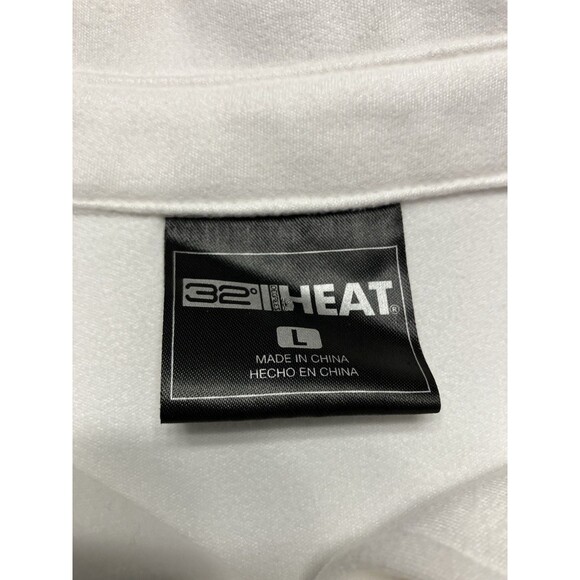 32° HEAT®
L
MADE IN CHINA
HECHO EN CHINA